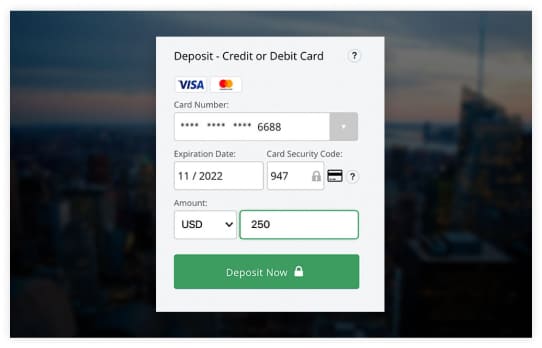 Deposit - Credit or Debit Card ?
VISA mastercard
Card Number:
**** **** **** 6688
Expiration Date: Card Security Code:
11 / 2022 947 ?
Amount:
USD 250
Deposit Now